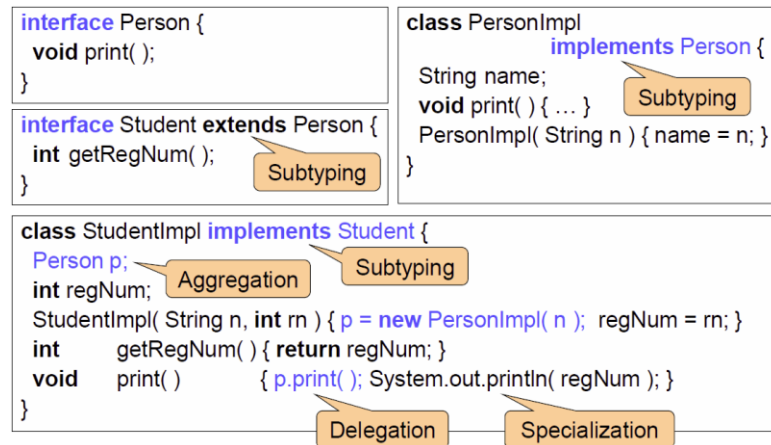 interface Person {
void print( );
}
interface Student extends Person {
int getRegNum( );
Subtyping
}
class PersonImpl
implements Person {
String name;
Subtyping
void print( ) { … }
PersonImpl( String n ) { name = n; }
}
class StudentImpl implements Student {
Person p;
Aggregation
Subtyping
int regNum;
StudentImpl( String n, int rn ) { p = new PersonImpl( n ); regNum = rn; }
int getRegNum( ) { return regNum; }
void print( ) { p.print( ); System.out.println( regNum ); }
}
Delegation
Specialization